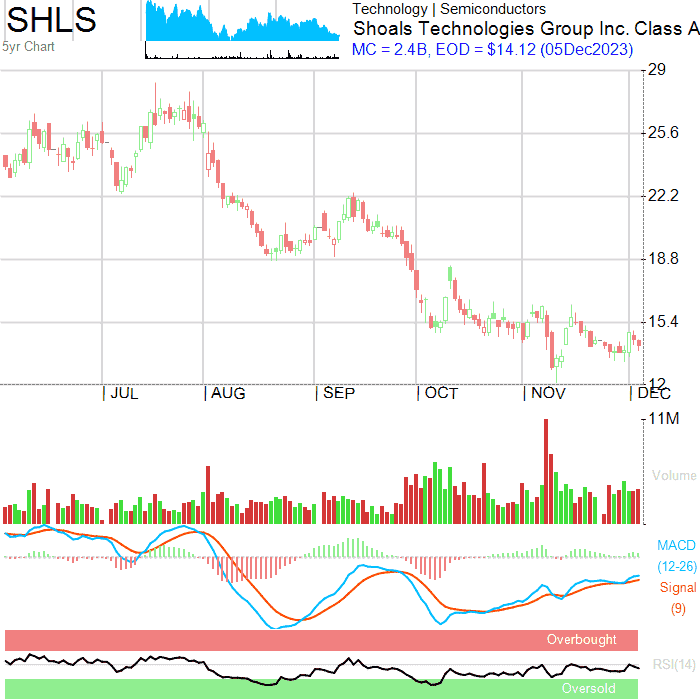 SHLS
5yr Chart
Technology | Semiconductors
Shoals Technologies Group Inc. Class A
MC = 2.4B, EOD = $14.12 (05Dec2023)
29
25.6
22.2
18.8
15.4
12
| JUL | AUG | SEP | OCT | NOV | DEC
11M
Volume
MACD
(12-26)
Signal
(9)
Overbought
RSI(14)
Oversold